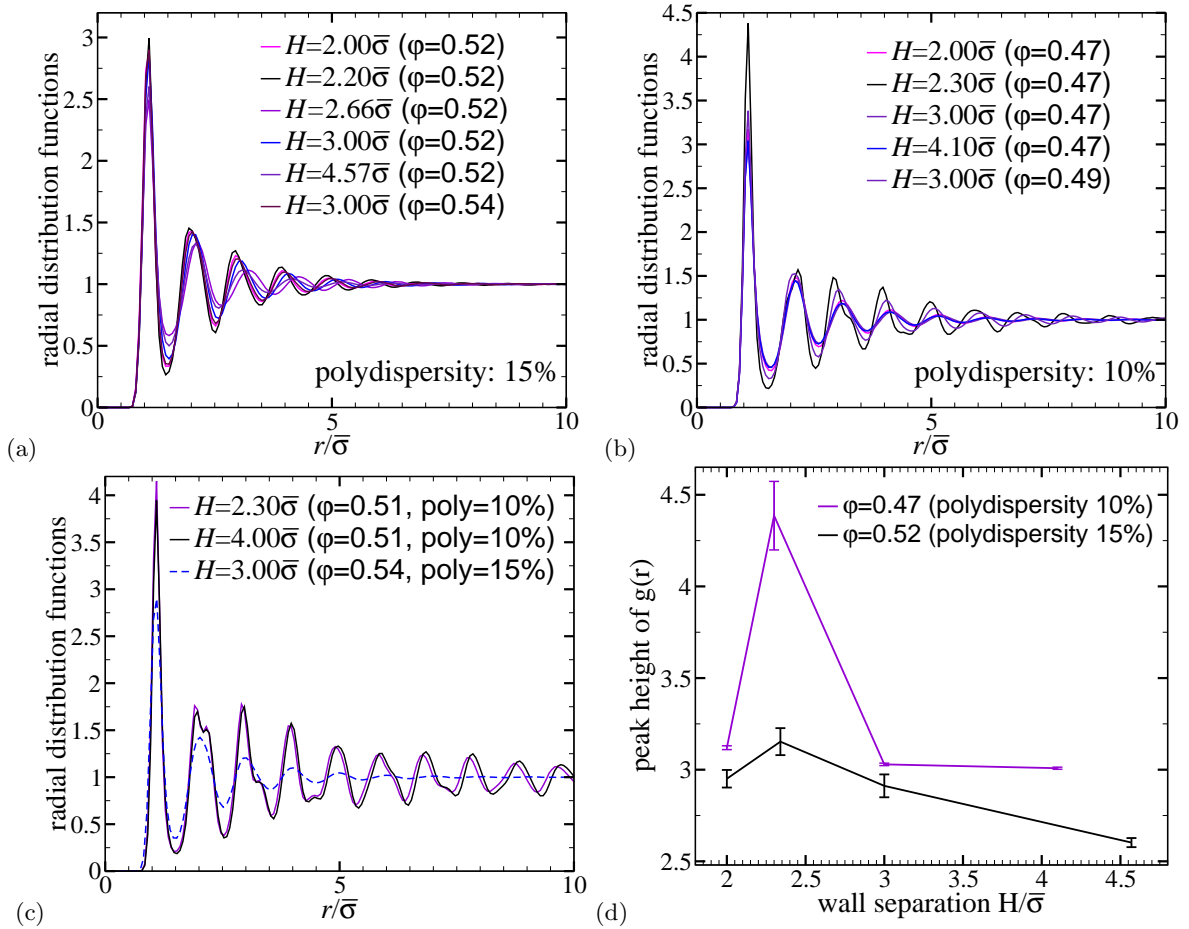 radial distribution functions
3
2.5
2
1.5
1
0.5
0
H=2.00σ̅ (φ=0.52)
H=2.20σ̅ (φ=0.52)
H=2.66σ̅ (φ=0.52)
H=3.00σ̅ (φ=0.52)
H=4.57σ̅ (φ=0.52)
H=3.00σ̅ (φ=0.54)
polydispersity: 15%
0 5 10
(a) r/σ̅
radial distribution functions
4.5
4
3.5
3
2.5
2
1.5
1
0.5
0
H=2.00σ̅ (φ=0.47)
H=2.30σ̅ (φ=0.47)
H=3.00σ̅ (φ=0.47)
H=4.10σ̅ (φ=0.47)
H=3.00σ̅ (φ=0.49)
polydispersity: 10%
0 5 10
(b) r/σ̅
radial distribution functions
4
3.5
3
2.5
2
1.5
1
0.5
0
H=2.30σ̅ (φ=0.51, poly=10%)
H=4.00σ̅ (φ=0.51, poly=10%)
H=3.00σ̅ (φ=0.54, poly=15%)
0 5 10
(c) r/σ̅
peak height of g(r)
4.5
4
3.5
3
2.5
φ=0.47 (polydispersity 10%)
φ=0.52 (polydispersity 15%)
2 2.5 3 3.5 4 4.5
(d) wall separation H/σ̅